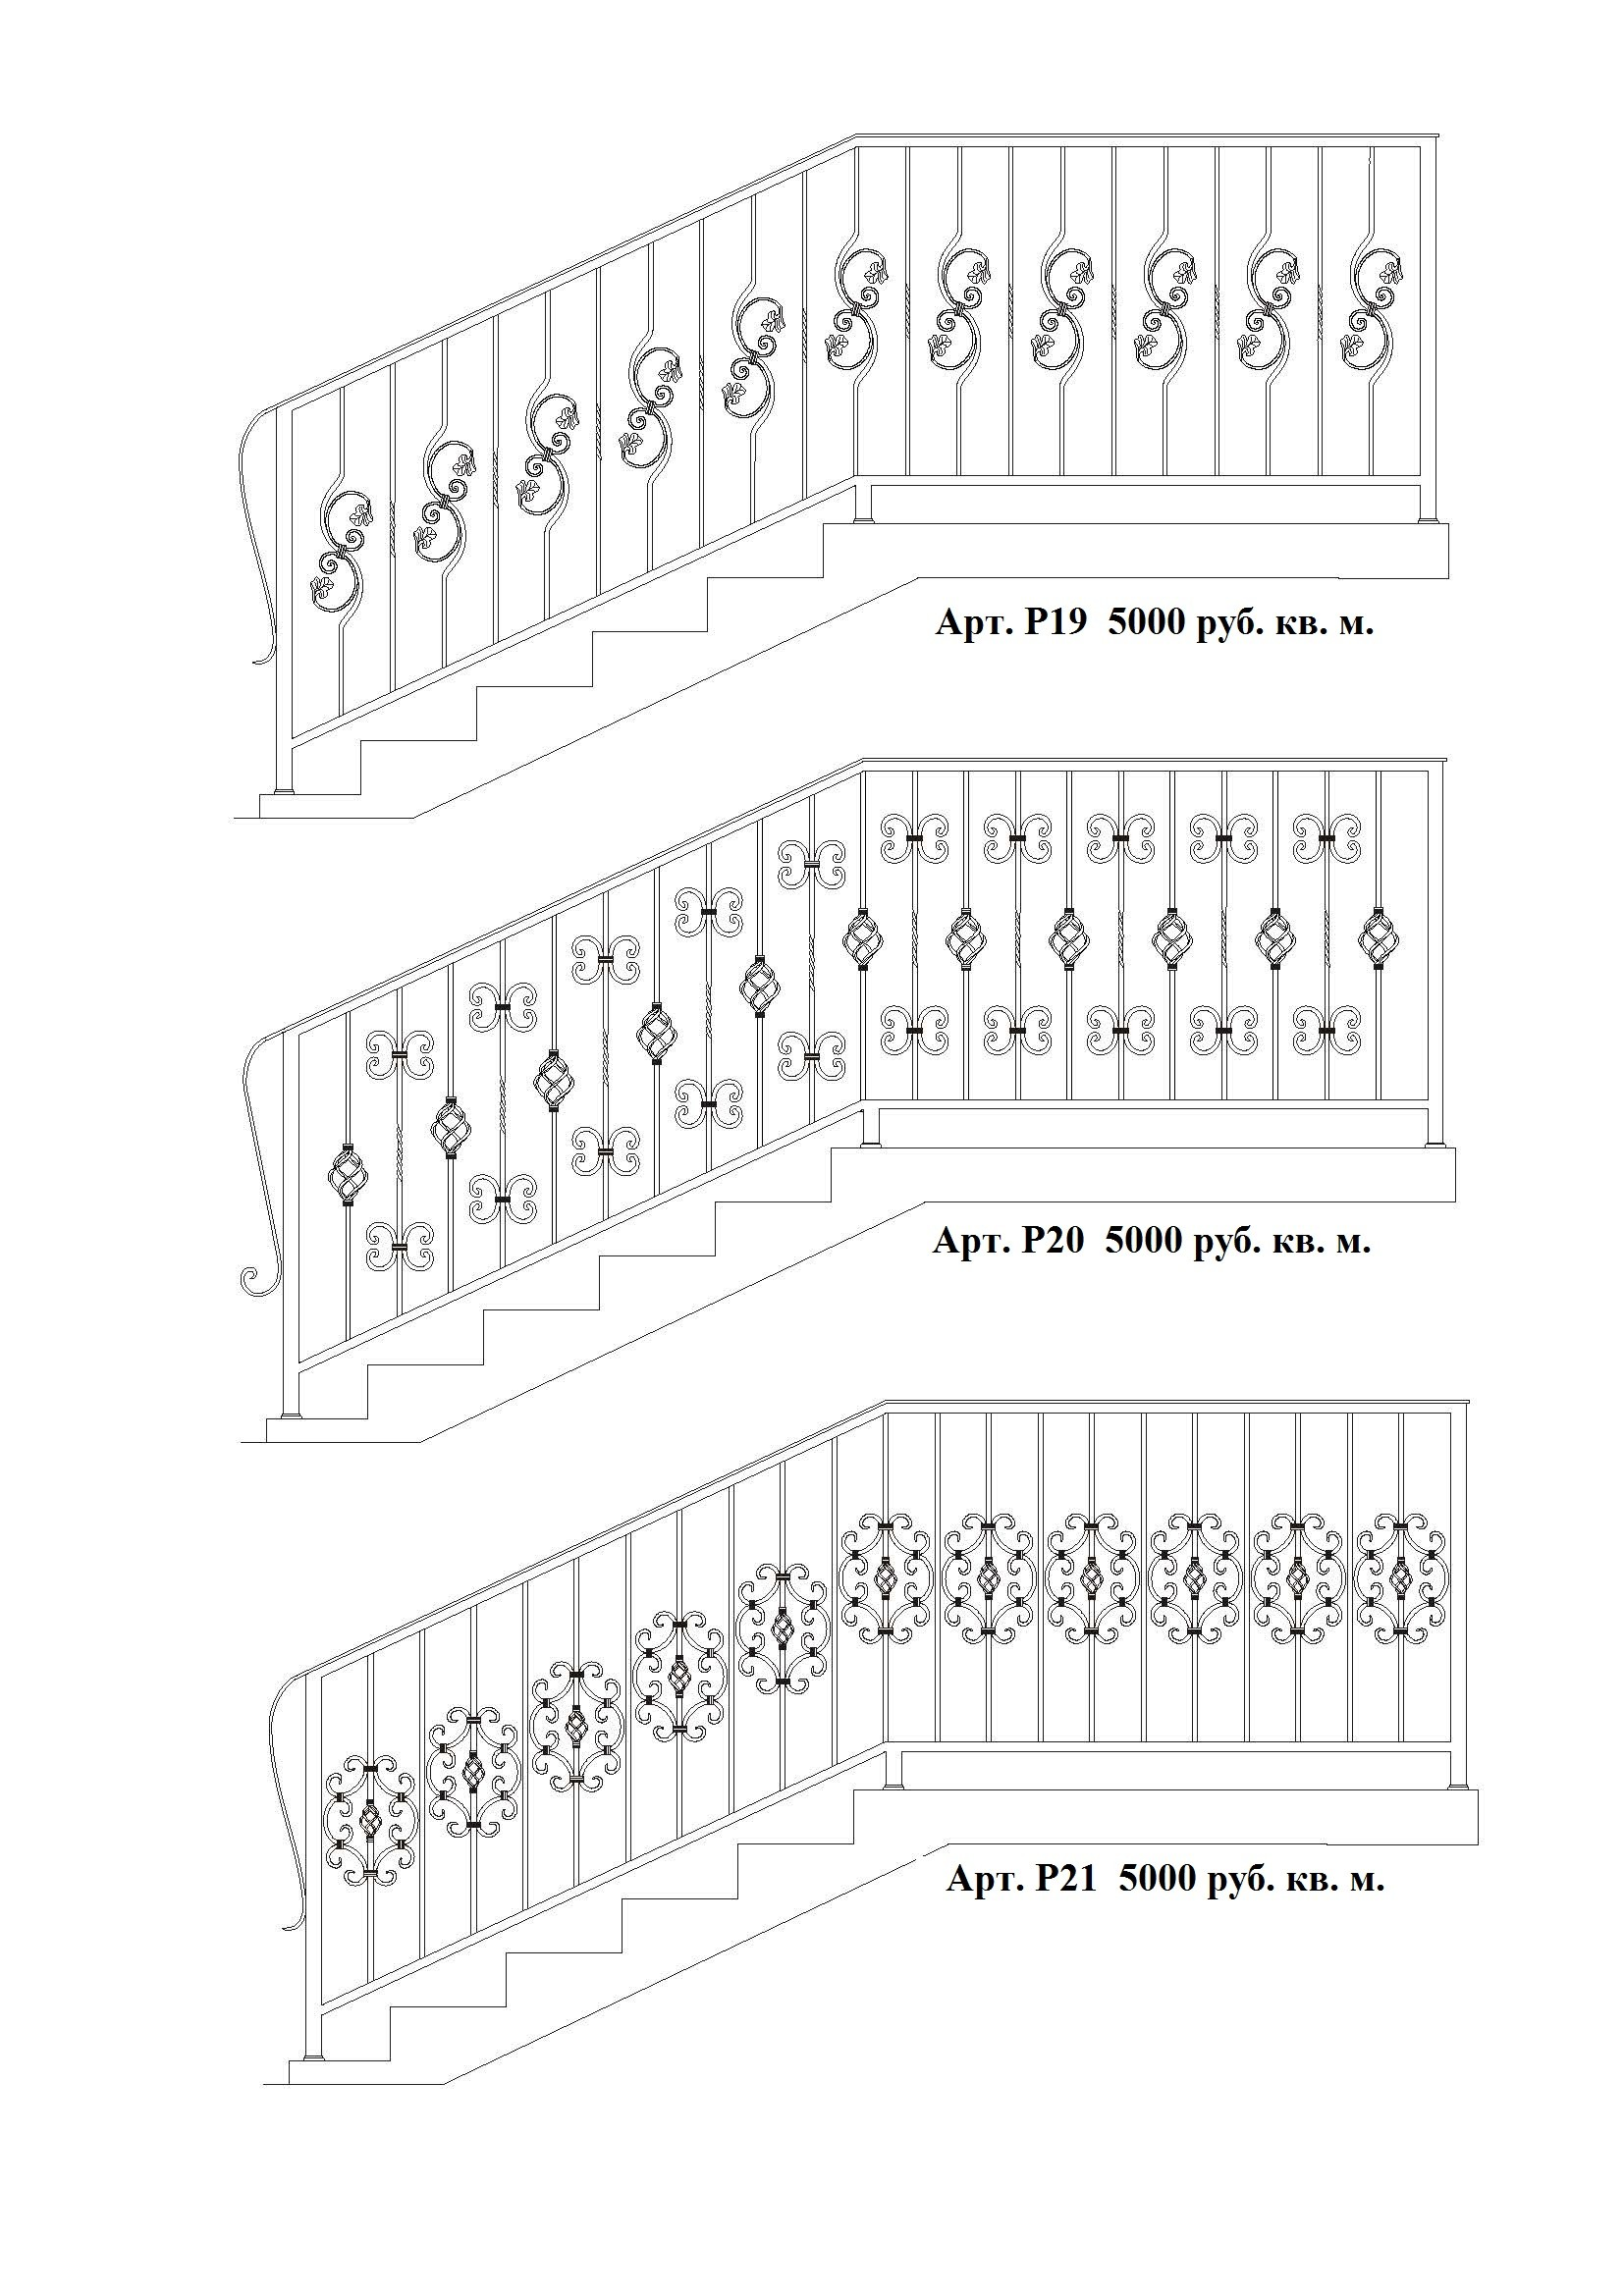 Арт. Р19 5000 руб. кв. м.
Арт. Р20 5000 руб. кв. м.
Арт. Р21 5000 руб. кв. м.